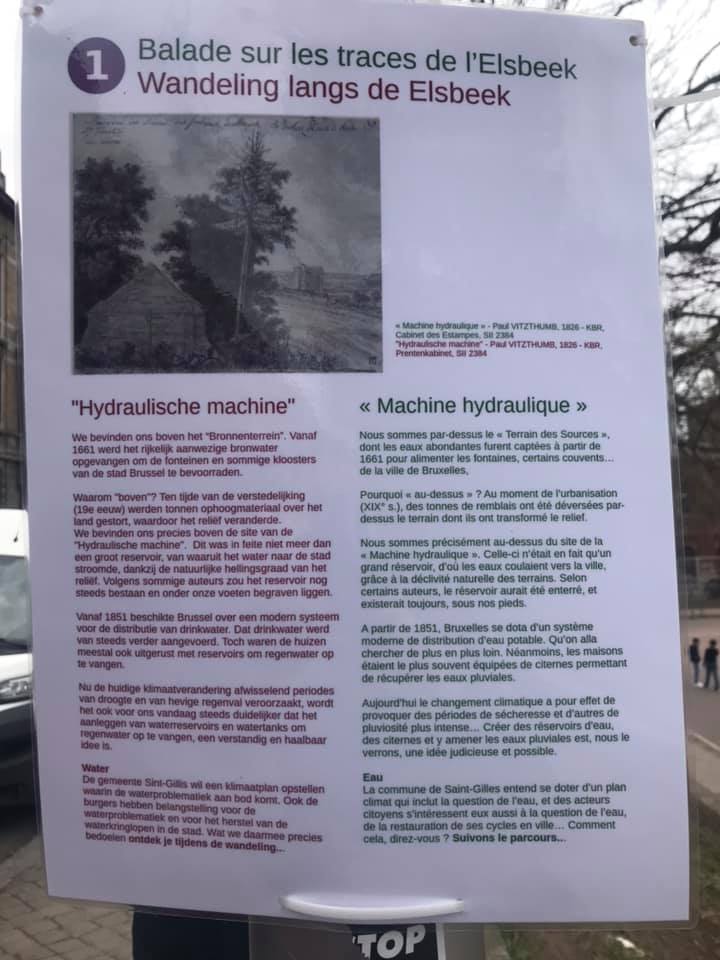 1
Balade sur les traces de l'Elsbeek
Wandeling langs de Elsbeek
« Machine hydraulique » - Paul VITZTHUMB, 1826 - KBR,
Cabinet des Estampes, SII 2384
"Hydraulische machine" - Paul VITZTHUMB, 1826 - KBR,
Prentenkabinet, SII 2384
"Hydraulische machine"
We bevinden ons boven het “Bronnenterrein”. Vanaf
1661 werd het rijkelijk aanwezige bronwater
opgevangen om de fonteinen en sommige kloosters
van de stad Brussel te bevoorraden.
Waarom "boven"? Ten tijde van de verstedelijking
(19e eeuw) werden tonnen ophoogmateriaal over het
land gestort, waardoor het reliëf veranderde.
We bevinden ons precies boven de site van de
"Hydraulische machine". Dit was in feite niet meer dan
een groot reservoir, van waaruit het water naar de stad
stroomde, dankzij de natuurlijke hellingsgraad van het
reliëf. Volgens sommige auteurs zou het reservoir nog
steeds bestaan en onder onze voeten begraven liggen.
Vanaf 1851 beschikte Brussel over een modern systeem
voor de distributie van drinkwater. Dat drinkwater werd
van steeds verder aangevoerd. Toch waren de huizen
meestal ook uitgerust met reservoirs om regenwater op
te vangen.
Nu de huidige klimaatverandering afwisselend periodes
van droogte en van hevige regenval veroorzaakt, wordt
het ook voor ons vandaag steeds duidelijker dat het
aanleggen van waterreservoirs en watertanks om
regenwater op te vangen, een verstandig en haalbaar
idee is.
Water
De gemeente Sint-Gillis wil een klimaatplan opstellen
waarin de waterproblematiek aan bod komt. Ook de
burgers hebben belangstelling voor de
waterproblematiek en voor het herstel van de
waterkringlopen in de stad. Wat we daarmee precies
bedoelen ontdek je tijdens de wandeling...
« Machine hydraulique »
Nous sommes par-dessus le « Terrain des Sources »,
dont les eaux abondantes furent captées à partir de
1661 pour alimenter les fontaines, certains couvents…
de la ville de Bruxelles,
Pourquoi « au-dessus » ? Au moment de l'urbanisation
(XIX° s.), des tonnes de remblais ont été déversées par-
dessus le terrain dont ils ont transformé le relief.
Nous sommes précisément au-dessus du site de la
« Machine hydraulique ». Celle-ci n'était en fait qu'un
grand réservoir, d'où les eaux coulaient vers la ville,
grâce à la déclivité naturelle des terrains. Selon
certains auteurs, le réservoir aurait été enterré, et
existerait toujours, sous nos pieds.
A partir de 1851, Bruxelles se dota d'un système
moderne de distribution d'eau potable. Qu'on alla
chercher de plus en plus loin. Néanmoins, les maisons
étaient le plus souvent équipées de citernes permettant
de récupérer les eaux pluviales.
Aujourd'hui le changement climatique a pour effet de
provoquer des périodes de sécheresse et d'autres de
pluviosité plus intense… Créer des réservoirs d'eau,
des citernes et y amener les eaux pluviales est, nous le
verrons, une idée judicieuse et possible.
Eau
La commune de Saint-Gilles entend se doter d'un plan
climat qui inclut la question de l'eau, et des acteurs
citoyens s'intéressent eux aussi à la question de l'eau,
de la restauration de ses cycles en ville… Comment
cela, direz-vous ? Suivons le parcours...
STOP